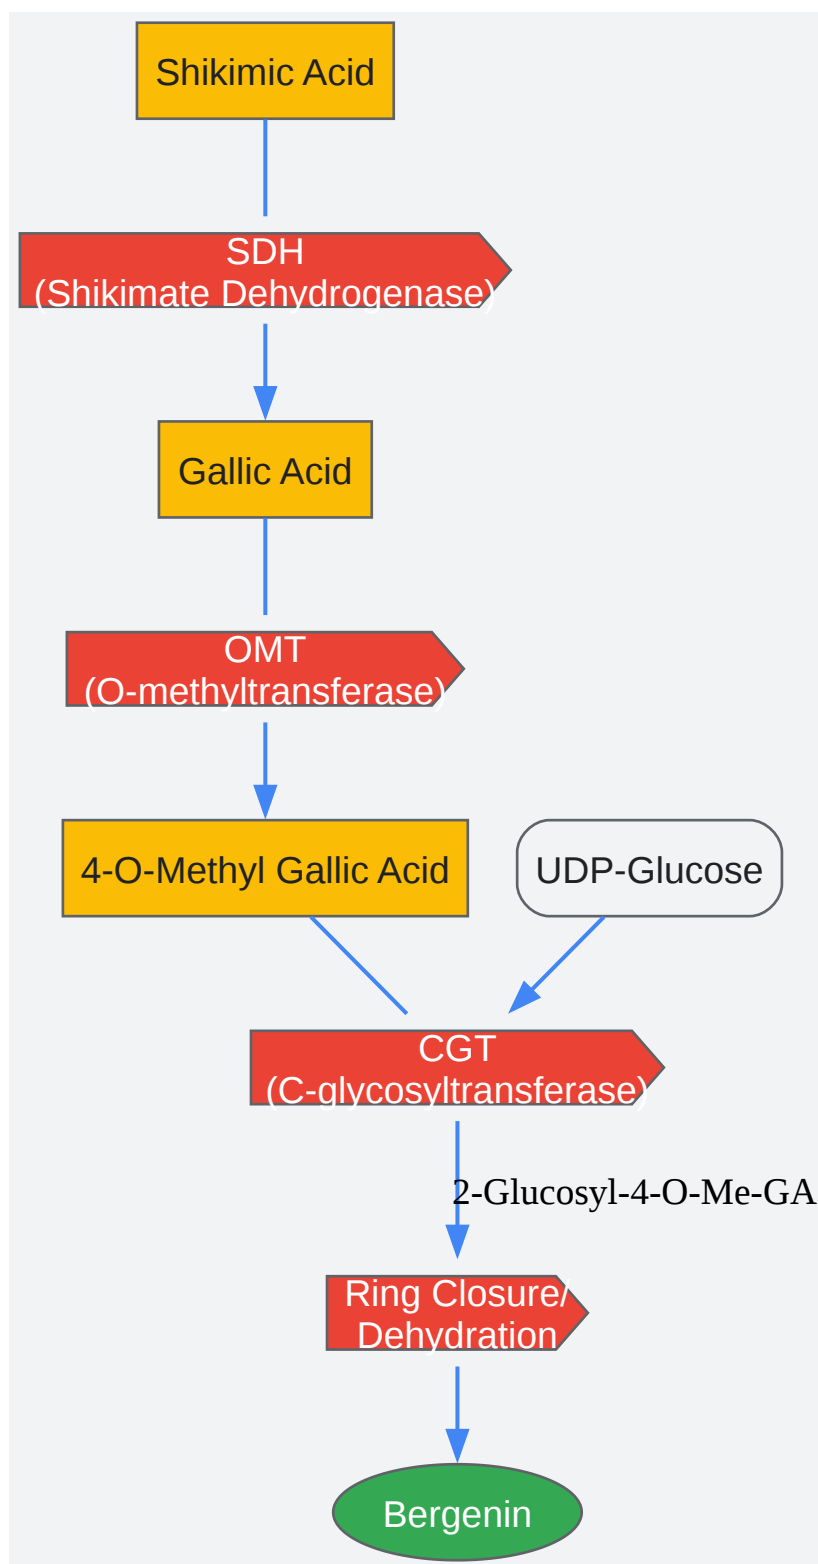 Shikimic Acid
SDH
(Shikimate Dehydrogenase)
Gallic Acid
OMT
(O-methyltransferase)
4-O-Methyl Gallic Acid
UDP-Glucose
CGT
(C-glycosyltransferase)
2-Glucosyl-4-O-Me-GA
Ring Closure/
Dehydration
Bergenin